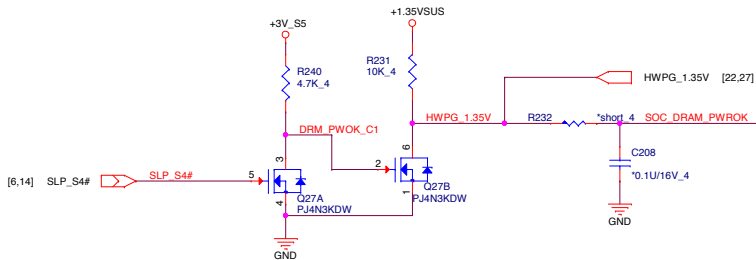 +1.35VSUS
+3V_S5
R240
4.7K_4
R231
10K_4
HWPG_1.35V [22,27]
DRM_PWOK_C1
HWPG_1.35V
R232
*short_4
SOC_DRAM_PWROK
3
6
2
C208
*0.1U/16V_4
[6,14] SLP_S4#
SLP_S4#
5
4
1
Q27A
PJ4N3KDW
Q27B
PJ4N3KDW
GND
GND